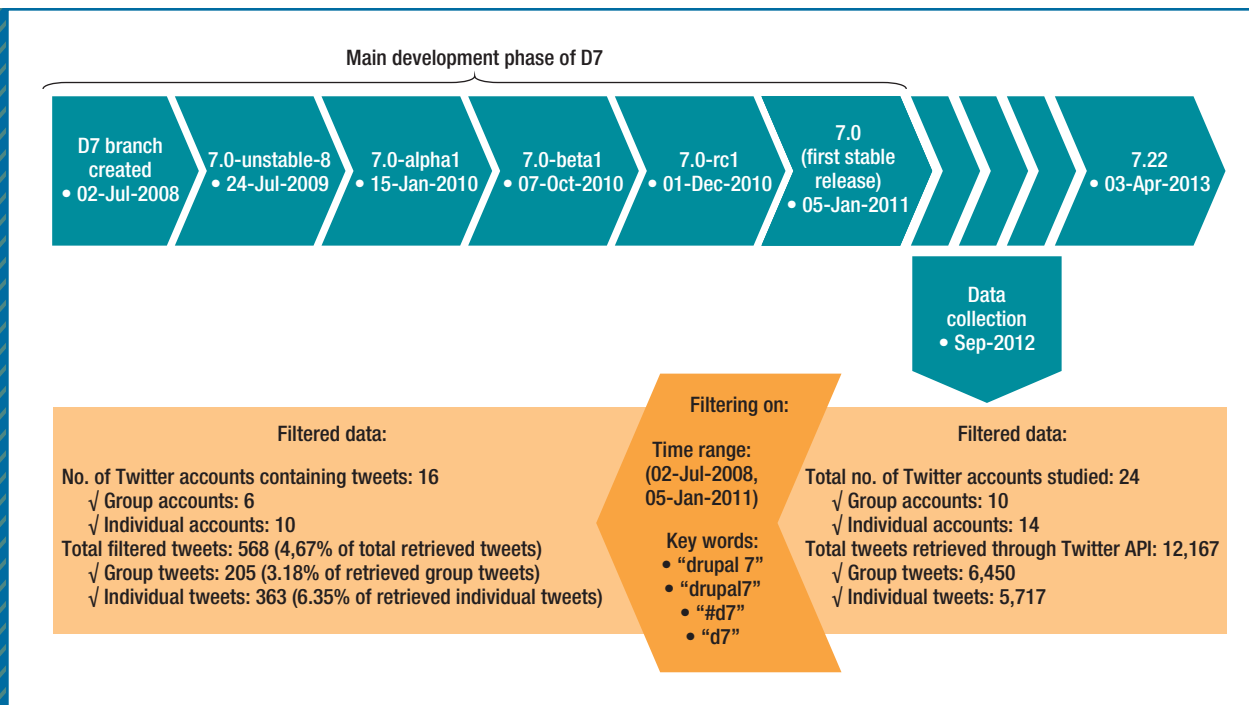 Main development phase of D7
D7 branch
created
• 02-Jul-2008
7.0-unstable-8
• 24-Jul-2009
7.0-alpha1
• 15-Jan-2010
7.0-beta1
• 07-Oct-2010
7.0-rc1
• 01-Dec-2010
7.0
(first stable
release)
• 05-Jan-2011
7.22
• 03-Apr-2013
Data
collection
• Sep-2012
Filtered data:
No. of Twitter accounts containing tweets: 16
√ Group accounts: 6
√ Individual accounts: 10
Total filtered tweets: 568 (4,67% of total retrieved tweets)
√ Group tweets: 205 (3.18% of retrieved group tweets)
√ Individual tweets: 363 (6.35% of retrieved individual tweets)
Filtering on:
Time range:
(02-Jul-2008,
05-Jan-2011)
Key words:
• “drupal 7”
• “drupal7”
• “#d7”
• “d7”
Filtered data:
Total no. of Twitter accounts studied: 24
√ Group accounts: 10
√ Individual accounts: 14
Total tweets retrieved through Twitter API: 12,167
√ Group tweets: 6,450
√ Individual tweets: 5,717